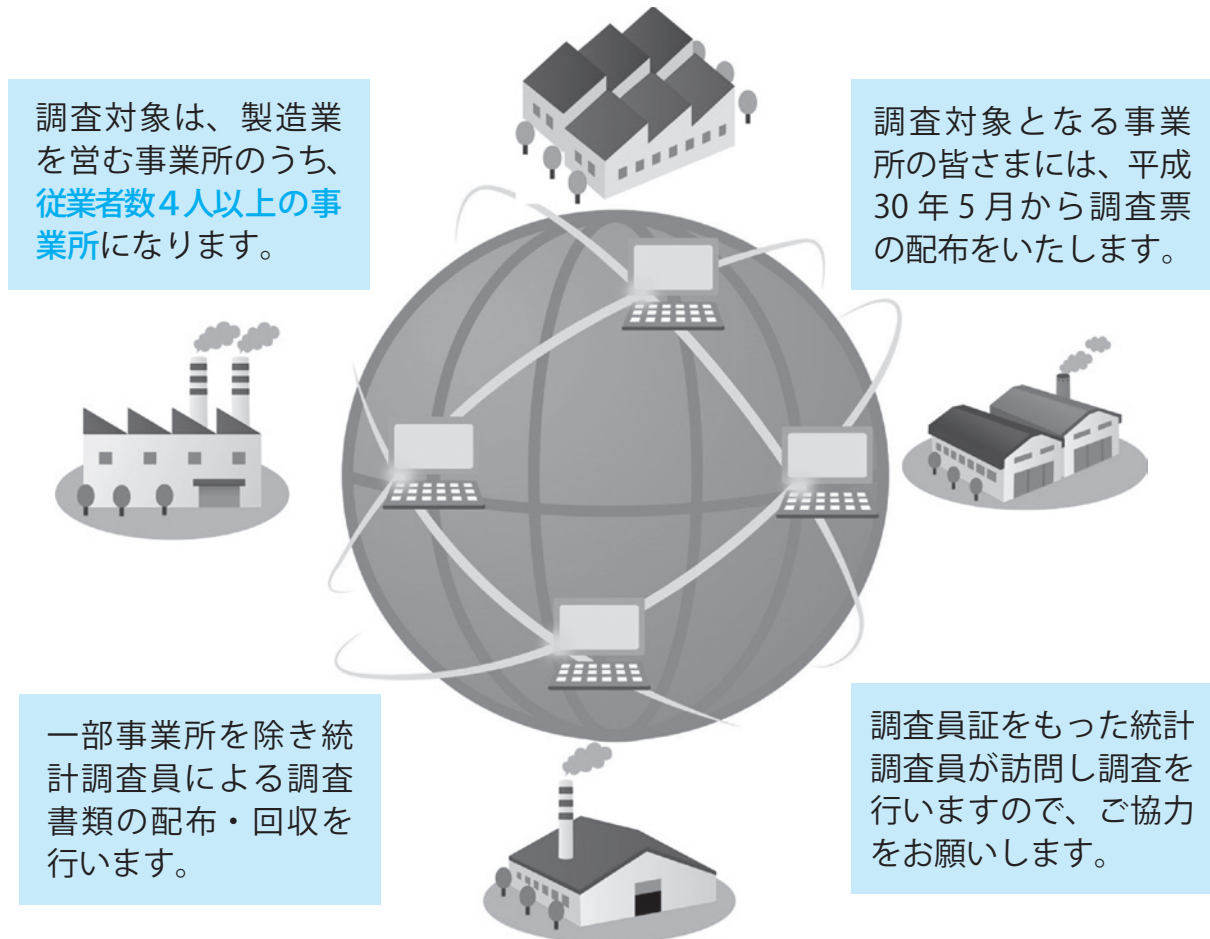 調査対象は、製造業
を営む事業所のうち、
従業者数4人以上の事
業所になります。
調査対象となる事業
所の皆さまには、平成
30年5月から調査票
の配布をいたします。
一部事業所を除き統
計調査員による調査
書類の配布・回収を
行います。
調査員証をもった統計
調査員が訪問し調査を
行いますので、ご協力
をお願いします。